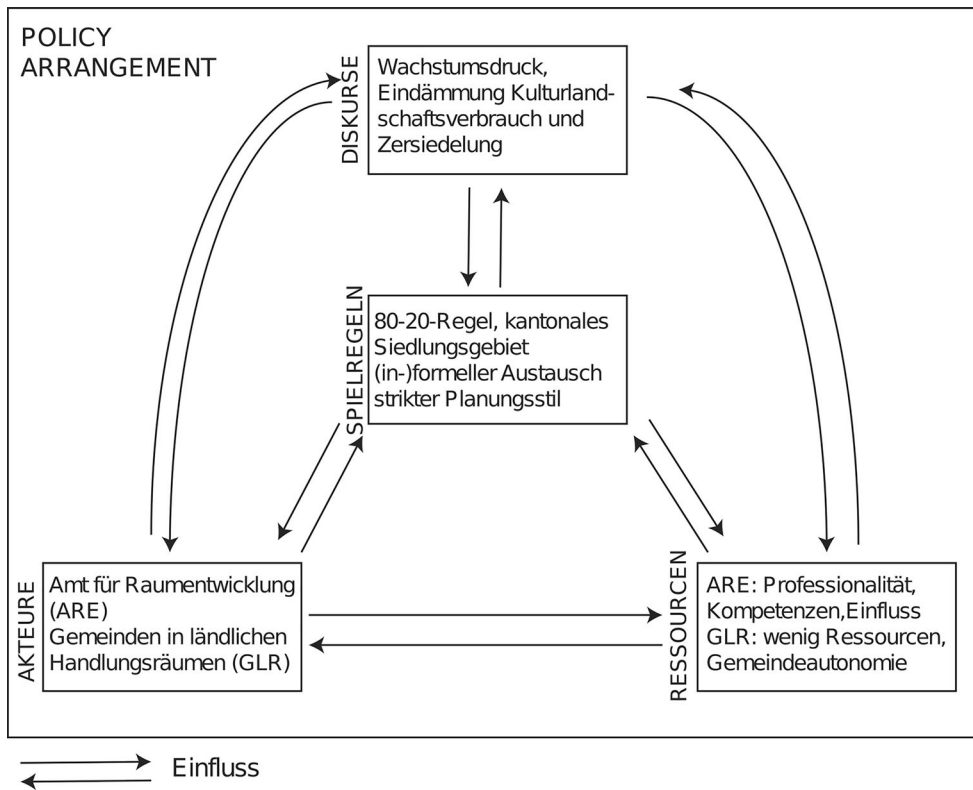 POLICY
ARRANGEMENT
DISKURSE
Wachstumsdruck,
Eindämmung Kulturland-
schaftsverbrauch und
Zersiedelung
SPIELREGELN
80-20-Regel, kantonales
Siedlungsgebiet
(in-)formeller Austausch
strikter Planungsstil
AKTEURE
Amt für Raumentwicklung
(ARE)
Gemeinden in ländlichen
Handlungsräumen (GLR)
RESSOURCEN
ARE: Professionalität,
Kompetenzen,Einfluss
GLR: wenig Ressourcen,
Gemeindeautonomie
Einfluss